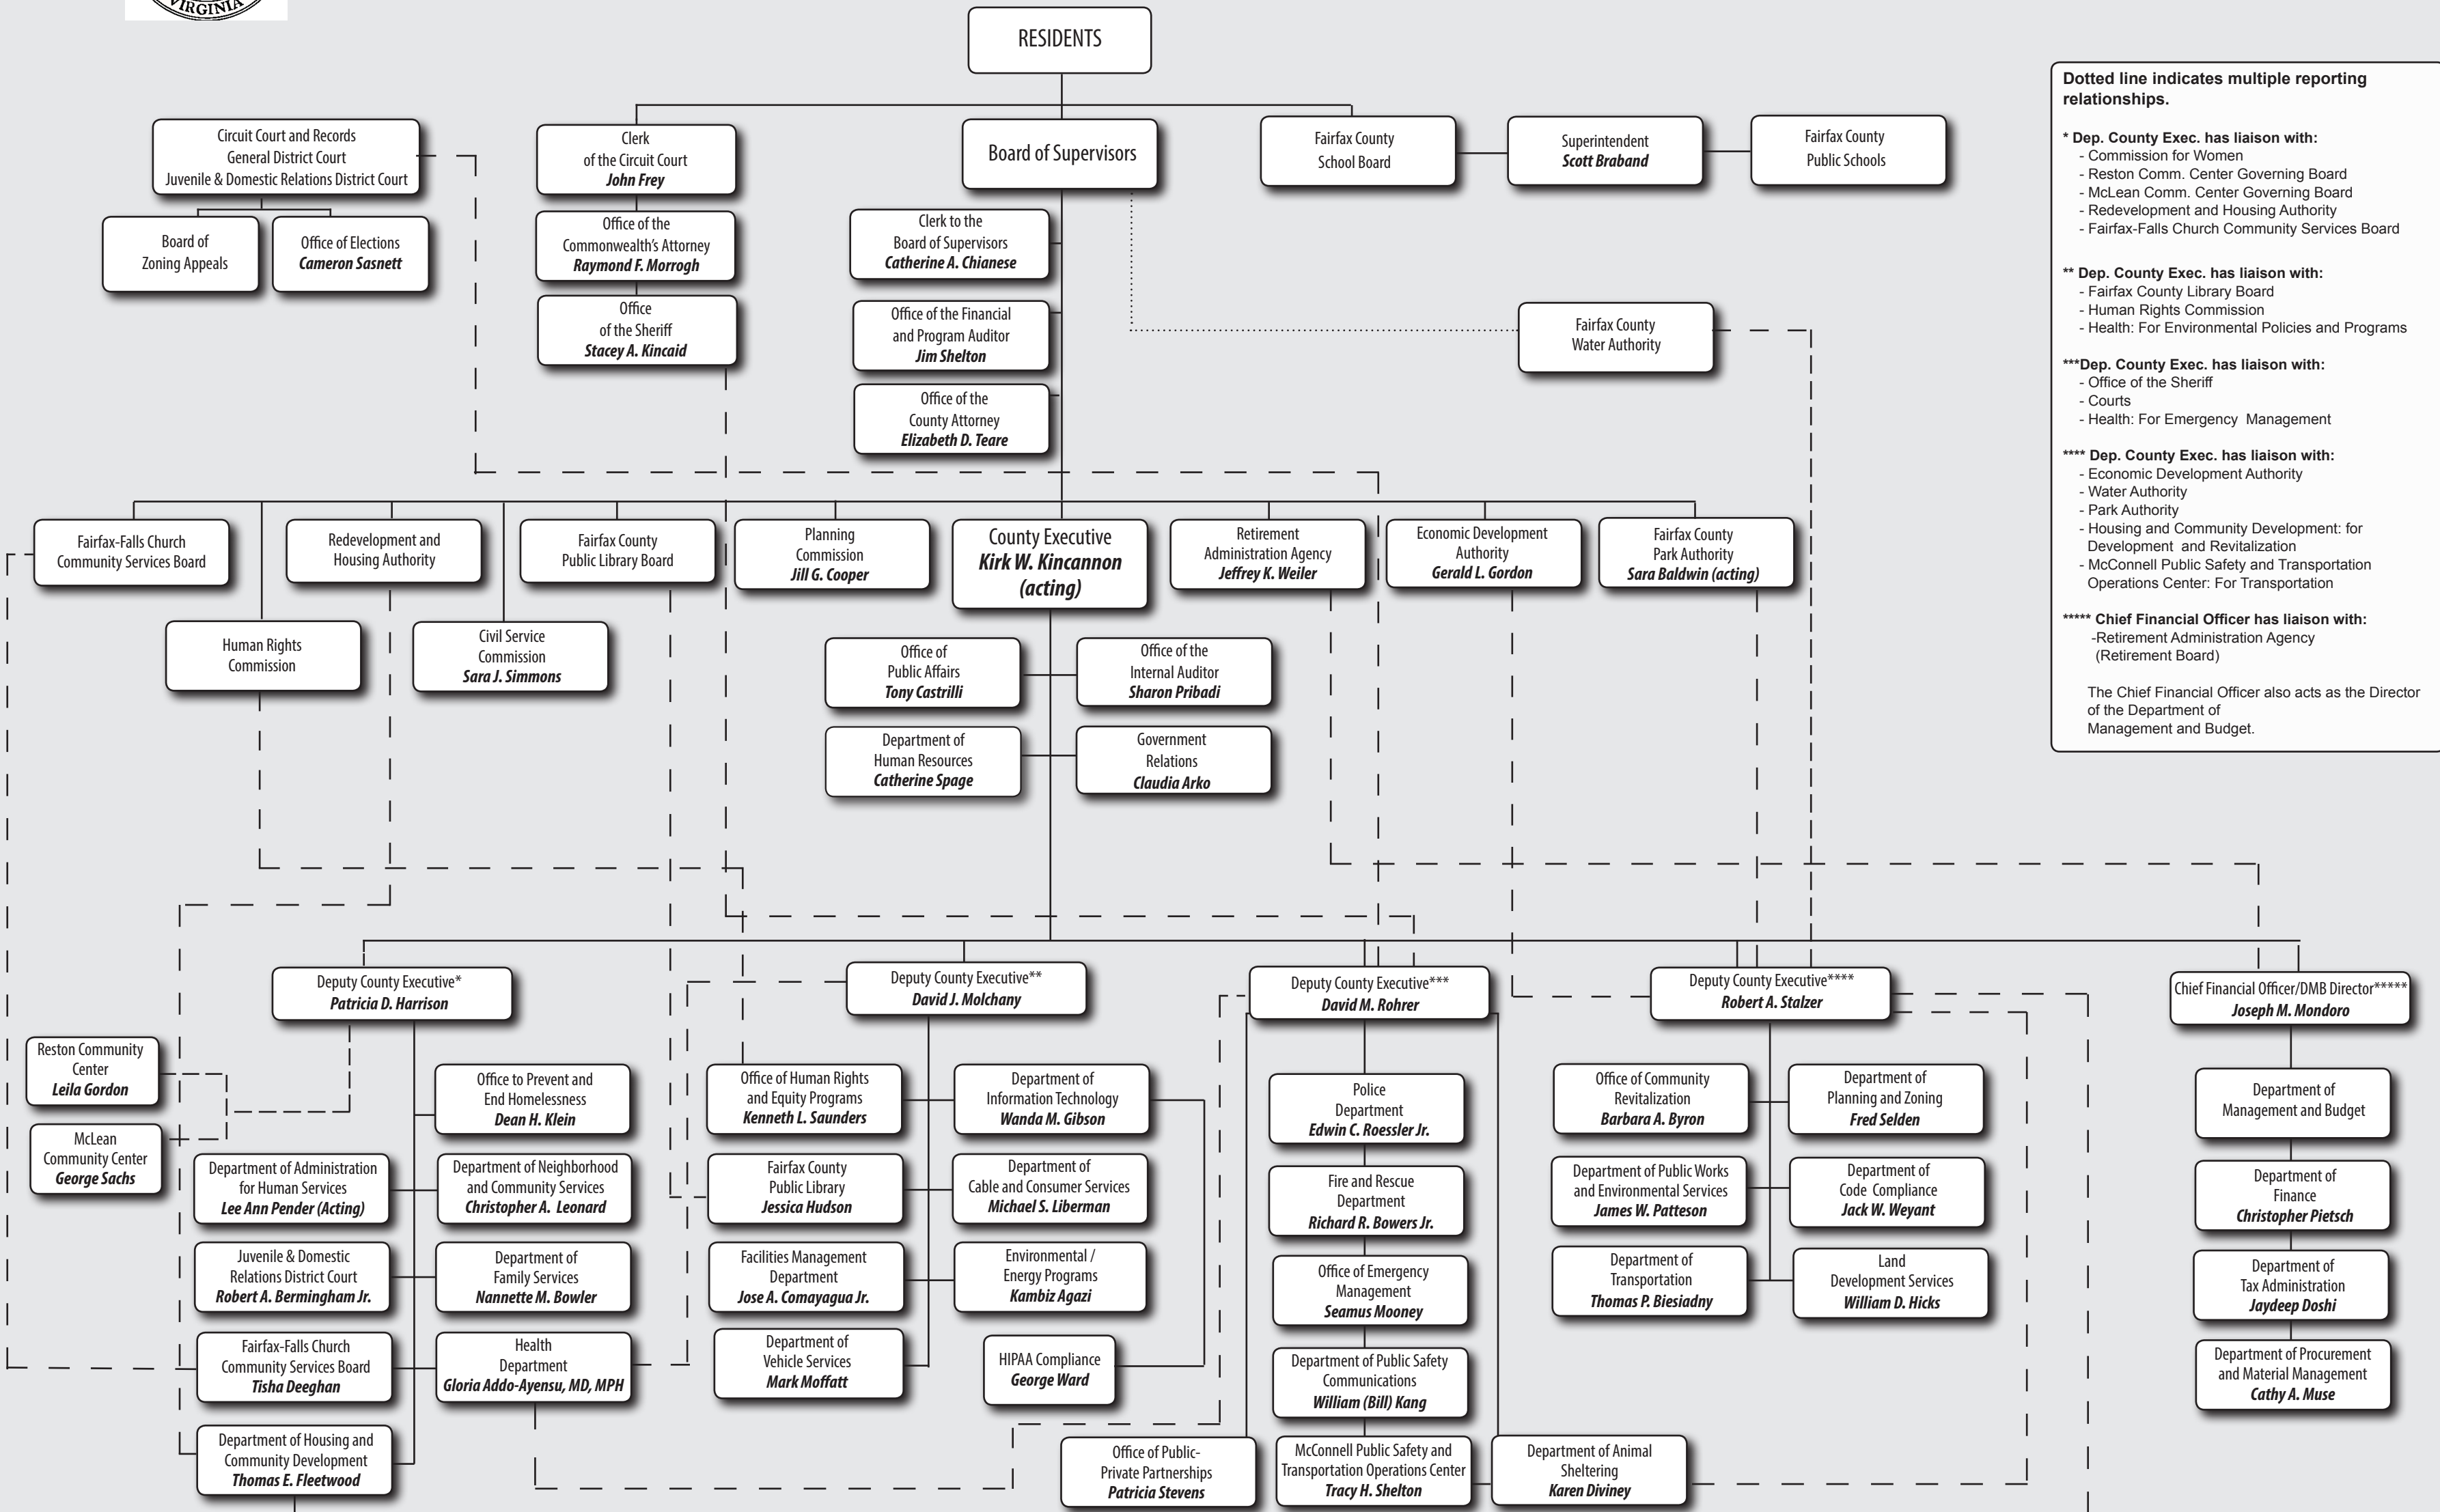 VIRGINIA
RESIDENTS
Circuit Court and Records
General District Court
Juvenile & Domestic Relations District Court
Board of
Zoning Appeals
Office of Elections
Cameron Sasnett
Clerk
of the Circuit Court
John Frey
Office of the
Commonwealth's Attorney
Raymond F. Morrogh
Office
of the Sheriff
Stacey A. Kincaid
Board of Supervisors
Clerk to the
Board of Supervisors
Catherine A. Chianese
Office of the Financial
and Program Auditor
Jim Shelton
Office of the
County Attorney
Elizabeth D. Teare
Fairfax County
School Board
Superintendent
Scott Braband
Fairfax County
Public Schools
Fairfax County
Water Authority
Dotted line indicates multiple reporting
relationships.
* Dep. County Exec. has liaison with:
- Commission for Women
- Reston Comm. Center Governing Board
- McLean Comm. Center Governing Board
- Redevelopment and Housing Authority
- Fairfax-Falls Church Community Services Board
** Dep. County Exec. has liaison with:
- Fairfax County Library Board
- Human Rights Commission
- Health: For Environmental Policies and Programs
***Dep. County Exec. has liaison with:
- Office of the Sheriff
- Courts
- Health: For Emergency Management
**** Dep. County Exec. has liaison with:
- Economic Development Authority
- Water Authority
- Park Authority
- Housing and Community Development: for
Development and Revitalization
- McConnell Public Safety and Transportation
Operations Center: For Transportation
***** Chief Financial Officer has liaison with:
-Retirement Administration Agency
(Retirement Board)
The Chief Financial Officer also acts as the Director
of the Department of
Management and Budget.
Fairfax-Falls Church
Community Services Board
Redevelopment and
Housing Authority
Fairfax County
Public Library Board
Planning
Commission
Jill G. Cooper
County Executive
Kirk W. Kincannon
(acting)
Retirement
Administration Agency
Jeffrey K. Weiler
Economic Development
Authority
Gerald L. Gordon
Fairfax County
Park Authority
Sara Baldwin (acting)
Human Rights
Commission
Civil Service
Commission
Sara J. Simmons
Office of
Public Affairs
Tony Castrilli
Office of the
Internal Auditor
Sharon Pribadi
Department of
Human Resources
Catherine Spage
Government
Relations
Claudia Arko
Deputy County Executive*
Patricia D. Harrison
Deputy County Executive**
David J. Molchany
Deputy County Executive***
David M. Rohrer
Deputy County Executive****
Robert A. Stalzer
Chief Financial Officer/DMB Director*****
Joseph M. Mondoro
Reston Community
Center
Leila Gordon
McLean
Community Center
George Sachs
Office to Prevent and
End Homelessness
Dean H. Klein
Department of Administration
for Human Services
Lee Ann Pender (Acting)
Department of Neighborhood
and Community Services
Christopher A. Leonard
Juvenile & Domestic
Relations District Court
Robert A. Bermingham Jr.
Department of
Family Services
Nannette M. Bowler
Fairfax-Falls Church
Community Services Board
Tisha Deeghan
Health
Department
Gloria Addo-Ayensu, MD, MPH
Department of Housing and
Community Development
Thomas E. Fleetwood
Office of Human Rights
and Equity Programs
Kenneth L. Saunders
Department of
Information Technology
Wanda M. Gibson
Fairfax County
Public Library
Jessica Hudson
Department of
Cable and Consumer Services
Michael S. Liberman
Facilities Management
Department
Jose A. Comayagua Jr.
Environmental /
Energy Programs
Kambiz Agazi
Department of
Vehicle Services
Mark Moffatt
HIPAA Compliance
George Ward
Police
Department
Edwin C. Roessler Jr.
Fire and Rescue
Department
Richard R. Bowers Jr.
Office of Emergency
Management
Seamus Mooney
Department of Public Safety
Communications
William (Bill) Kang
Office of Public-
Private Partnerships
Patricia Stevens
McConnell Public Safety and
Transportation Operations Center
Tracy H. Shelton
Department of Animal
Sheltering
Karen Diviney
Office of Community
Revitalization
Barbara A. Byron
Department of
Planning and Zoning
Fred Selden
Department of Public Works
and Environmental Services
James W. Patteson
Department of
Code Compliance
Jack W. Weyant
Department of
Transportation
Thomas P. Biesiadny
Land
Development Services
William D. Hicks
Department of
Management and Budget
Department of
Finance
Christopher Pietsch
Department of
Tax Administration
Jaydeep Doshi
Department of Procurement
and Material Management
Cathy A. Muse